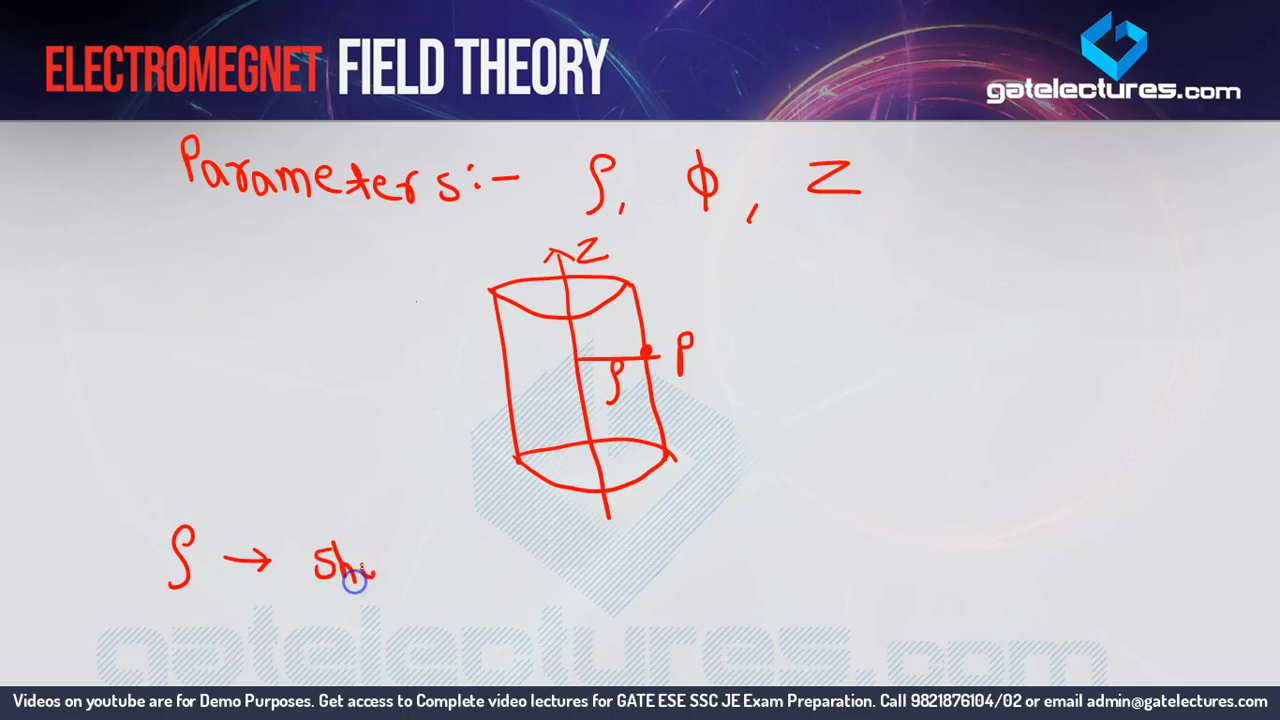 ELECTROMEGNET FIELD THEORY
gatelectures.com
Parameters:- ρ, φ, Z
Z
P
ρ
ρ → Sh
gatelectures.com
Videos on youtube are for Demo Purposes. Get access to Complete video lectures for GATE ESE SSC JE Exam Preparation. Call 9821876104/02 or email admin@gatelectures.com